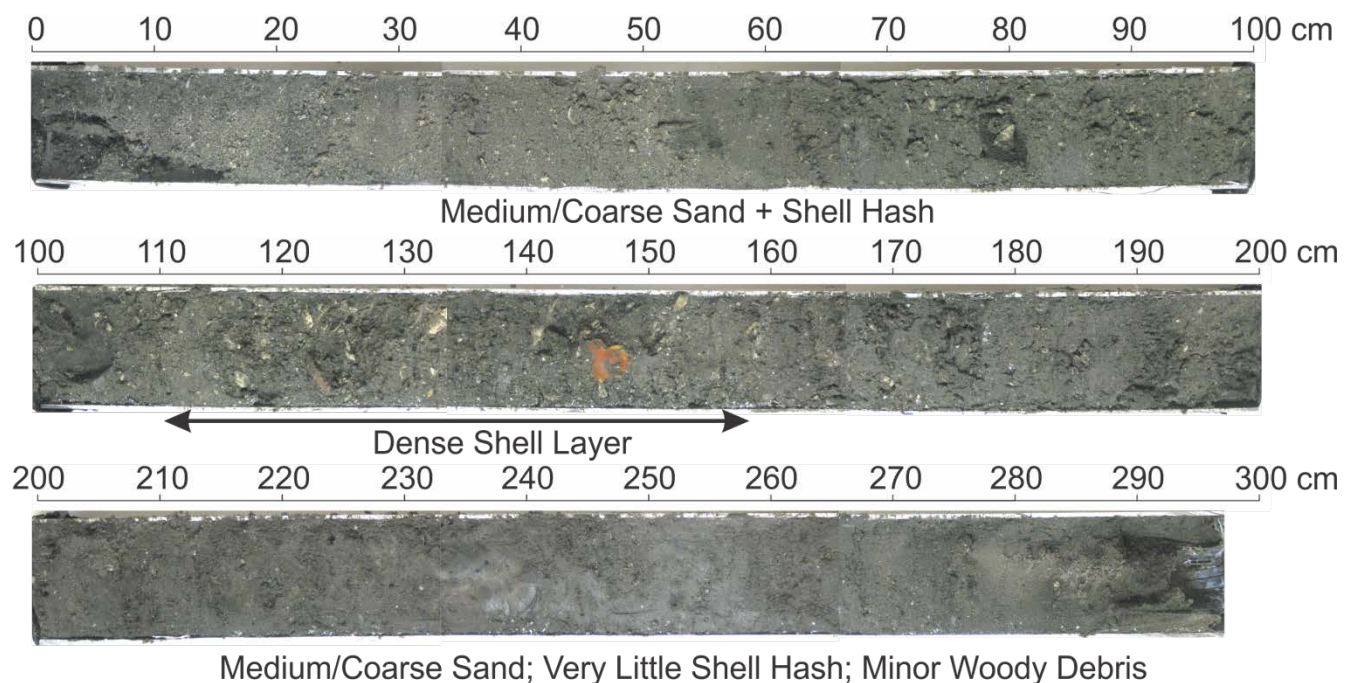 0 10 20 30 40 50 60 70 80 90 100 cm
Medium/Coarse Sand + Shell Hash
100 110 120 133 140 150 160 170 180 190 200 cm
Dense Shell Layer
200 210 220 230 240 250 260 270 280 290 300 cm
Medium/Coarse Sand; Very Little Shell Hash; Minor Woody Debris